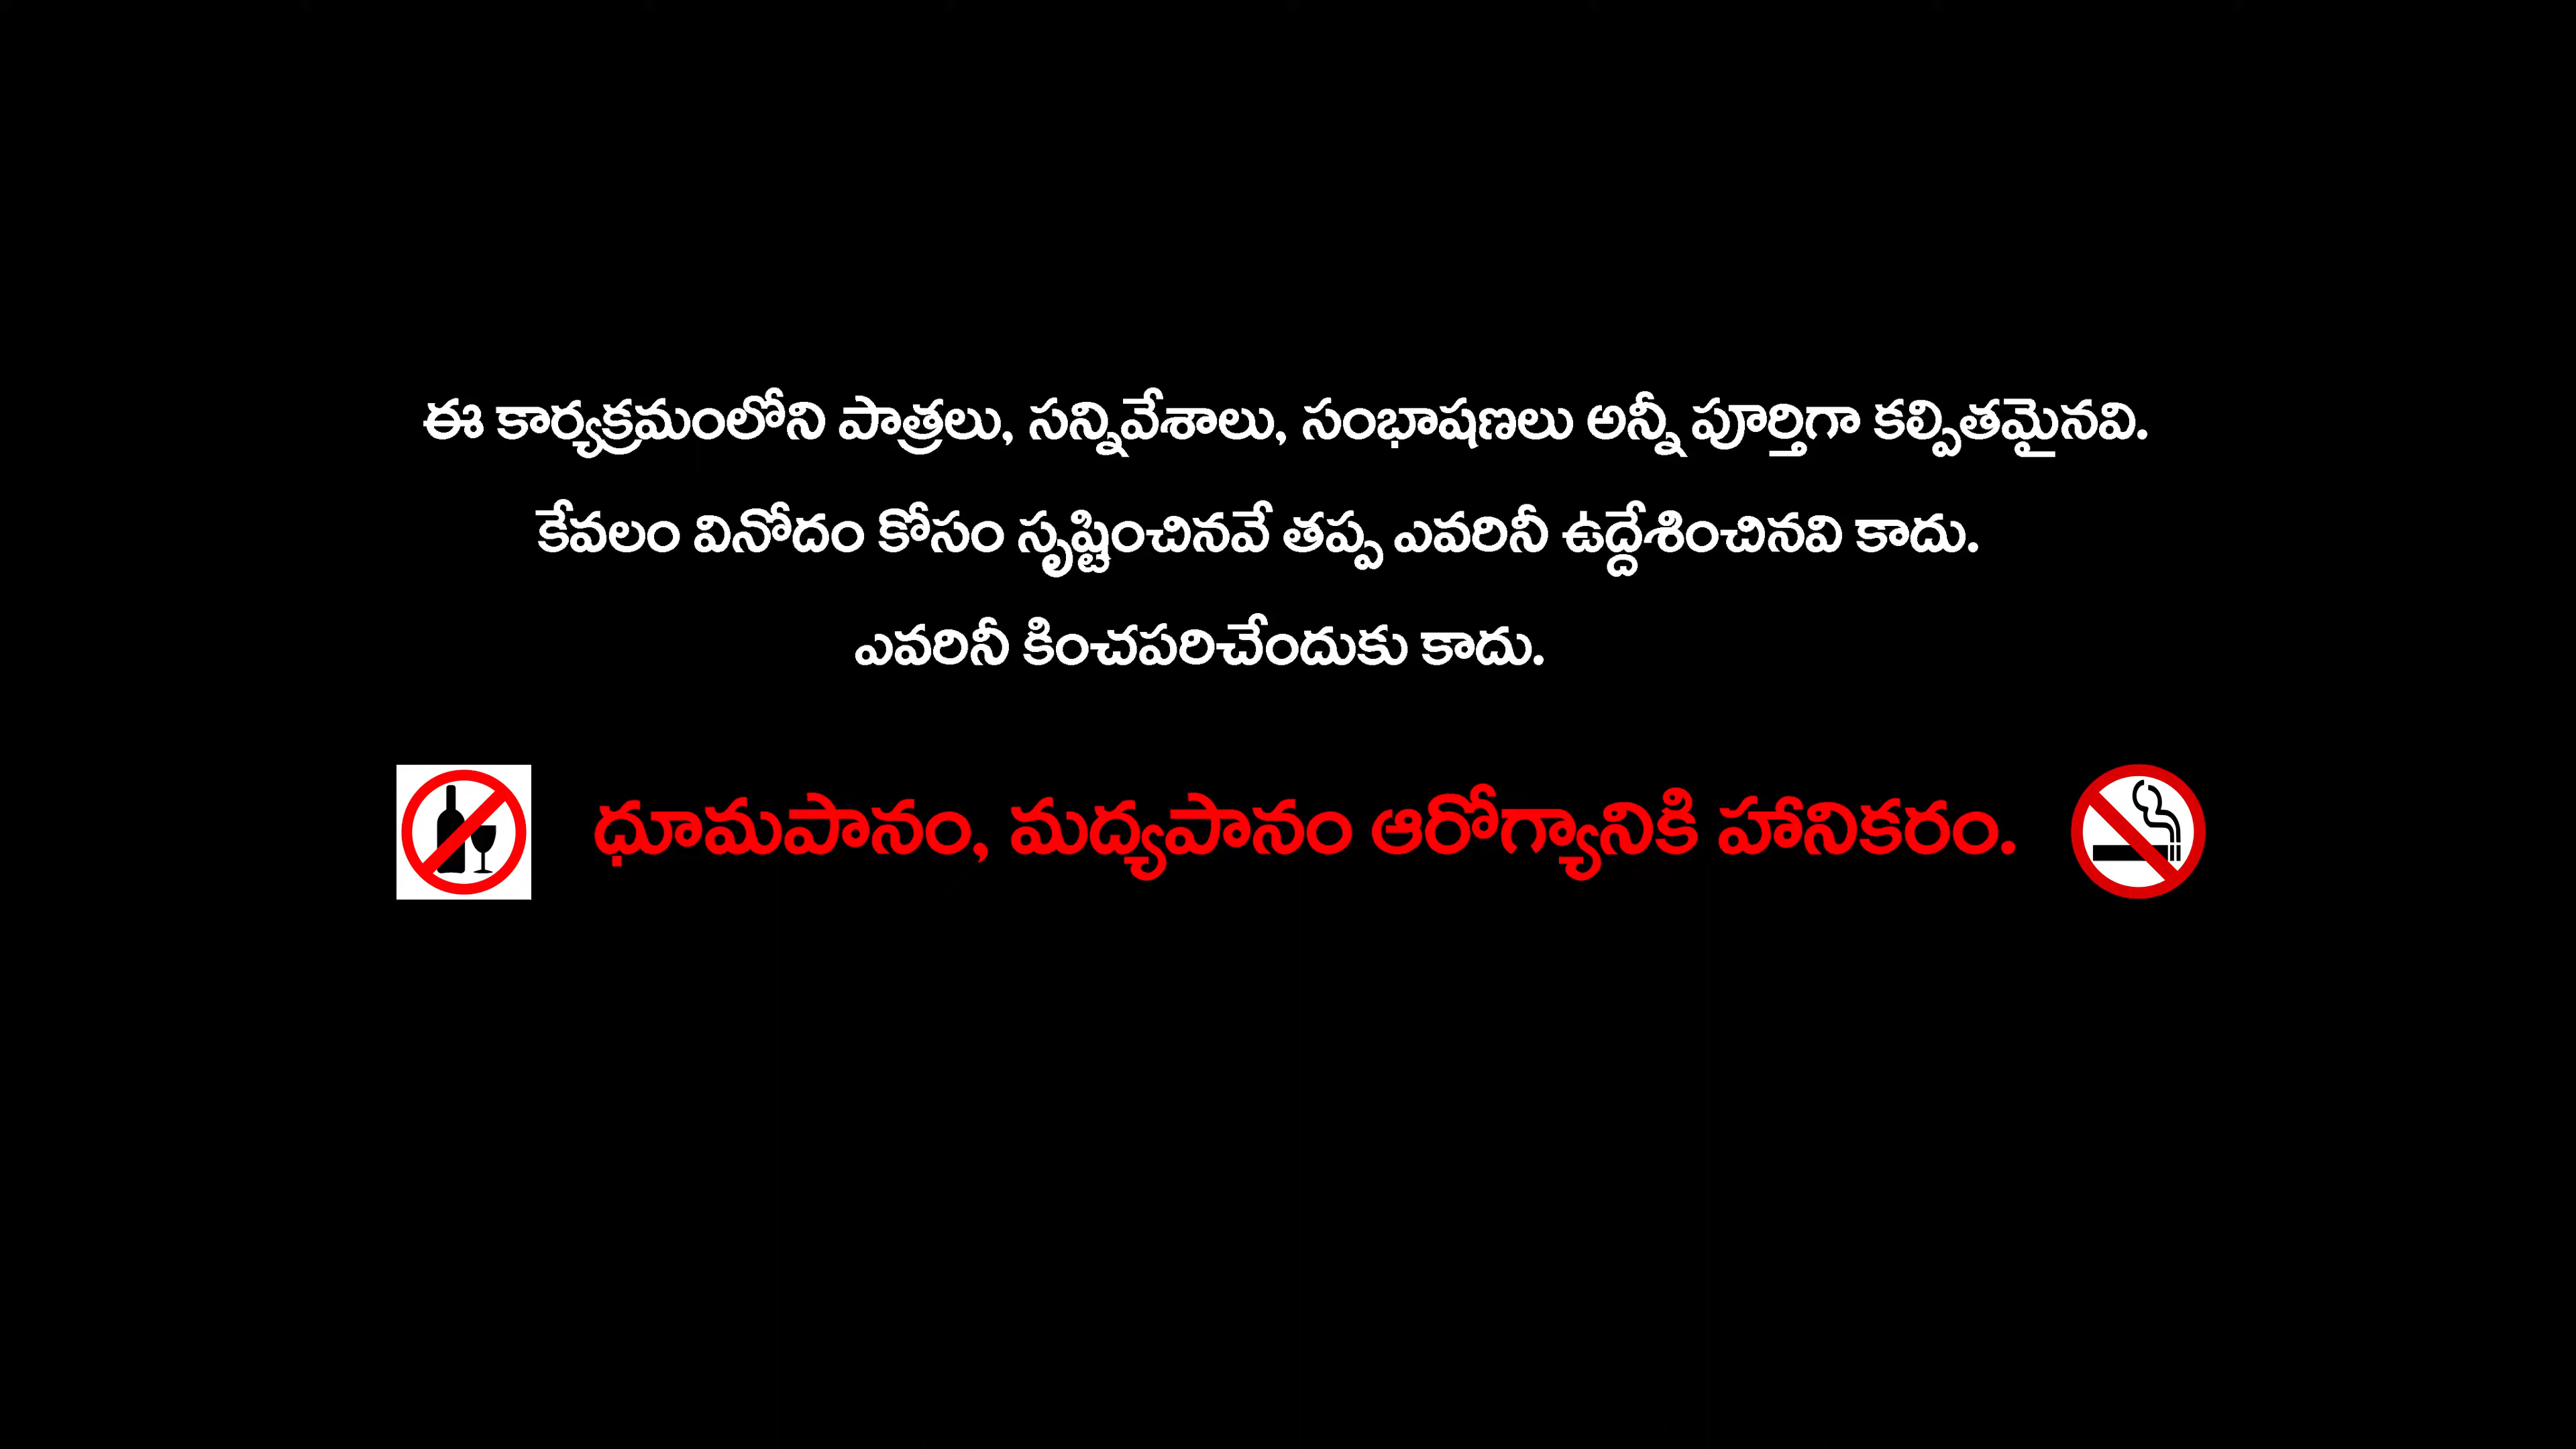 ఈ కార్యక్రమంలోని పాత్రలు, సన్నివేశాలు, సంభాషణలు అన్నీ పూర్తిగా కల్పితమైనవి.
కేవలం వినోదం కోసం సృష్టించినవే తప్ప ఎవరినీ ఉద్దేశించినవి కాదు.
ఎవరినీ కించపరిచేందుకు కాదు.
ధూమపానం, మద్యపానం ఆరోగ్యానికి హానికరం.